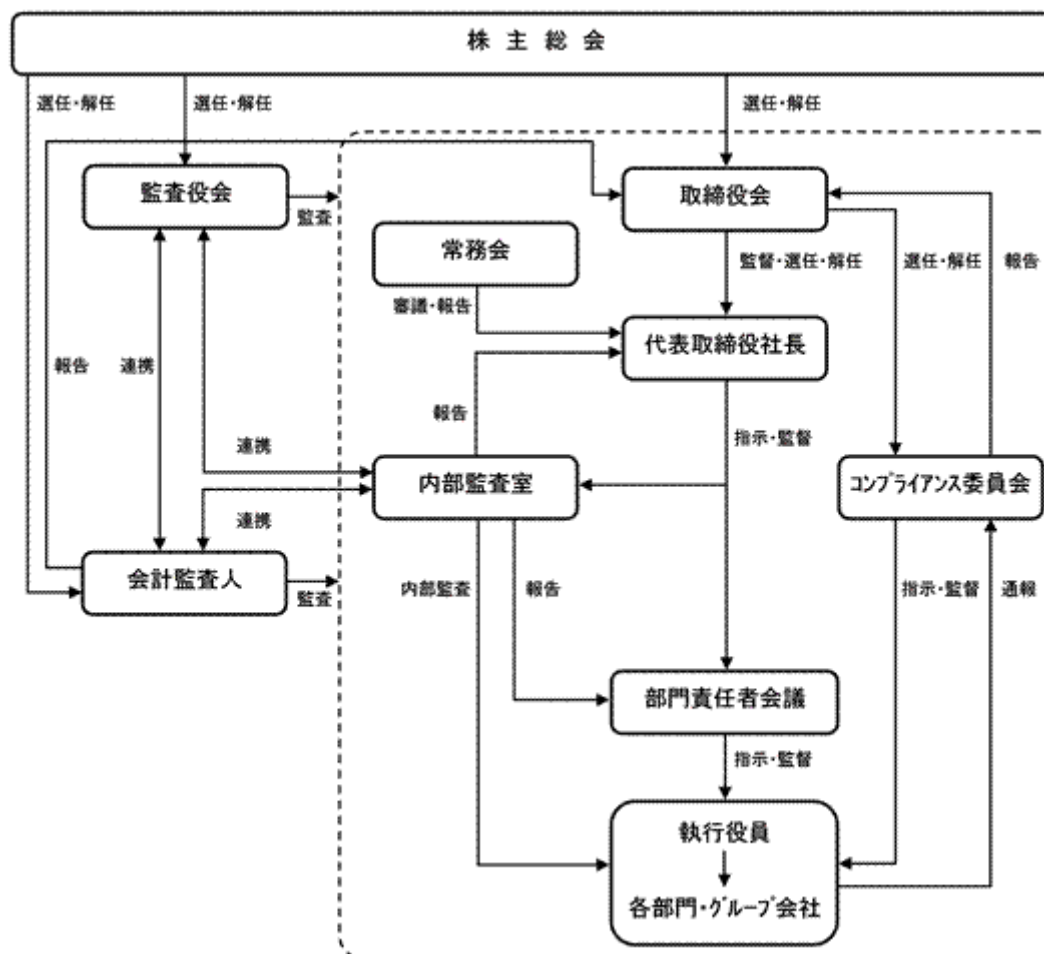 株主総会
選任・解任
選任・解任
選任・解任
監査役会
監査
取締役会
常務会
監督・選任・解任
選任・解任
報告
審議・報告
代表取締役社長
報告
連携
報告
指示・監督
連携
内部監査室
コンプライアンス委員会
連携
会計監査人
監査
内部監査
報告
指示・監督
通報
部門責任者会議
指示・監督
執行役員
各部門・グループ会社